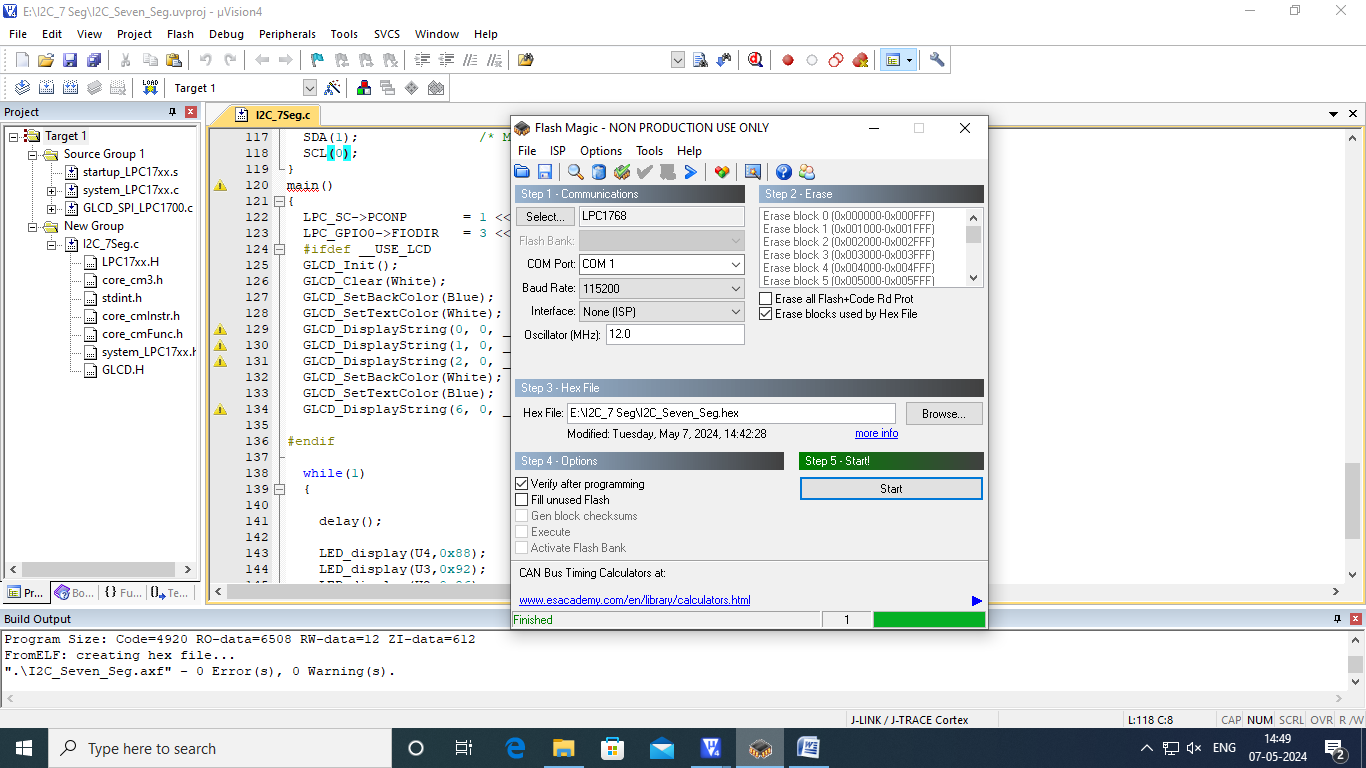 E:\I2C_7 Seg\I2C_Seven_Seg.uvproj - µVision4
File Edit View Project Flash Debug Peripherals Tools SVCS Window Help
LOAD Target 1
Project
Target 1
Source Group 1
startup_LPC17xx.s
system_LPC17xx.c
GLCD_SPI_LPC1700.c
New Group
I2C_7Seg.c
LPC17xx.H
core_cm3.h
stdint.h
core_cmInstr.h
core_cmFunc.h
system_LPC17xx.h
GLCD.H
Pr... Bo... {} Fu... Te...
I2C_7Seg.c
117 SDA(1); /* M
118 SCL(0);
119 }
120 main()
121 {
122 LPC_SC->PCONP = 1 <<
123 LPC_GPIO0->FIODIR = 3 <<
124 #ifdef __USE_LCD
125 GLCD_Init();
126 GLCD_Clear(White);
127 GLCD_SetBackColor(Blue);
128 GLCD_SetTextColor(White);
129 GLCD_DisplayString(0, 0, _
130 GLCD_DisplayString(1, 0, _
131 GLCD_DisplayString(2, 0, _
132 GLCD_SetBackColor(White);
133 GLCD_SetTextColor(Blue);
134 GLCD_DisplayString(6, 0, _
135
136 #endif
137
138 while(1)
139 {
140
141 delay();
142
143 LED_display(U4,0x88);
144 LED_display(U3,0x92);
Flash Magic - NON PRODUCTION USE ONLY
File ISP Options Tools Help
Step 1 - Communications
Select... LPC1768
Flash Bank:
COM Port: COM 1
Baud Rate: 115200
Interface: None (ISP)
Oscillator (MHz): 12.0
Step 2 - Erase
Erase block 0 (0x000000-0x000FFF)
Erase block 1 (0x001000-0x001FFF)
Erase block 2 (0x002000-0x002FFF)
Erase block 3 (0x003000-0x003FFF)
Erase block 4 (0x004000-0x004FFF)
Erase block 5 (0x005000-0x005FFF)
Erase all Flash+Code Rd Prot
Erase blocks used by Hex File
Step 3 - Hex File
Hex File: E:\I2C_7 Seg\I2C_Seven_Seg.hex Browse...
Modified: Tuesday, May 7, 2024, 14:42:28 more info
Step 4 - Options
Verify after programming
Fill unused Flash
Gen block checksums
Execute
Activate Flash Bank
Step 5 - Start!
Start
CAN Bus Timing Calculators at:
www.esacademy.com/en/library/calculators.html
Finished 1
Build Output
Program Size: Code=4920 RO-data=6508 RW-data=12 ZI-data=612
FromELF: creating hex file...
".\I2C_Seven_Seg.axf" - 0 Error(s), 0 Warning(s).
J-LINK / J-TRACE Cortex L:118 C:8 CAP NUM SCRL OVR R /W
Type here to search
ENG
14:49
07-05-2024
2